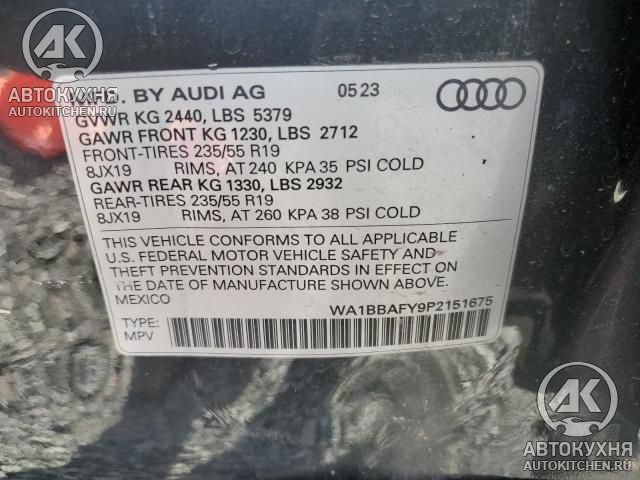 AK
АВТОКУХНЯ
AUTOKITCHEN.RU
BY AUDI AG 05 23
GVWR KG 2440, LBS 5379
GAWR FRONT KG 1230, LBS 2712
FRONT-TIRES 235/55 R19
8JX19 RIMS, AT 240 KPA 35 PSI COLD
GAWR REAR KG 1330, LBS 2932
REAR-TIRES 235/55 R19
8JX19 RIMS, AT 260 KPA 38 PSI COLD
THIS VEHICLE CONFORMS TO ALL APPLICABLE
U.S. FEDERAL MOTOR VEHICLE SAFETY AND
THEFT PREVENTION STANDARDS IN EFFECT ON
THE DATE OF MANUFACTURE SHOWN ABOVE.
MEXICO
WA1BBAFY9P2151675
TYPE:
MPV
AK
АВТОКУХНЯ
AUTOKITCHEN.RU